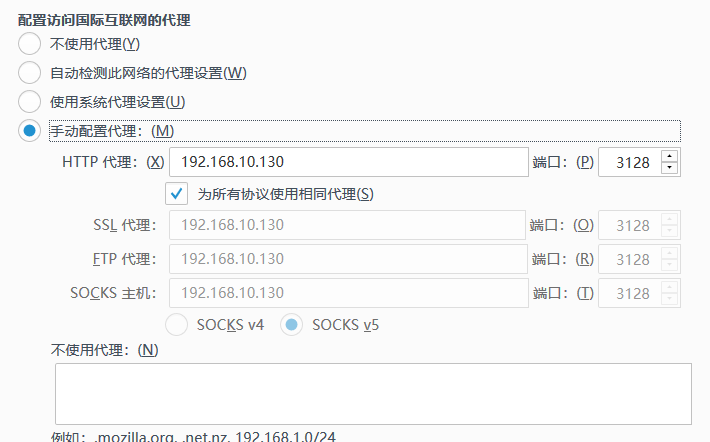 配置访问国际互联网的代理
不使用代理(Y)
自动检测此网络的代理设置(W)
使用系统代理设置(U)
手动配置代理：(M)
HTTP 代理：(X) 192.168.10.130 端口：(P) 3128
为所有协议使用相同代理(S)
SSL 代理： 192.168.10.130 端口：(O) 3128
FTP 代理： 192.168.10.130 端口：(R) 3128
SOCKS 主机： 192.168.10.130 端口：(T) 3128
SOCKS v4 SOCKS v5
不使用代理：(N)
例如：.mozilla.org, .net.nz, 192.168.1.0/24